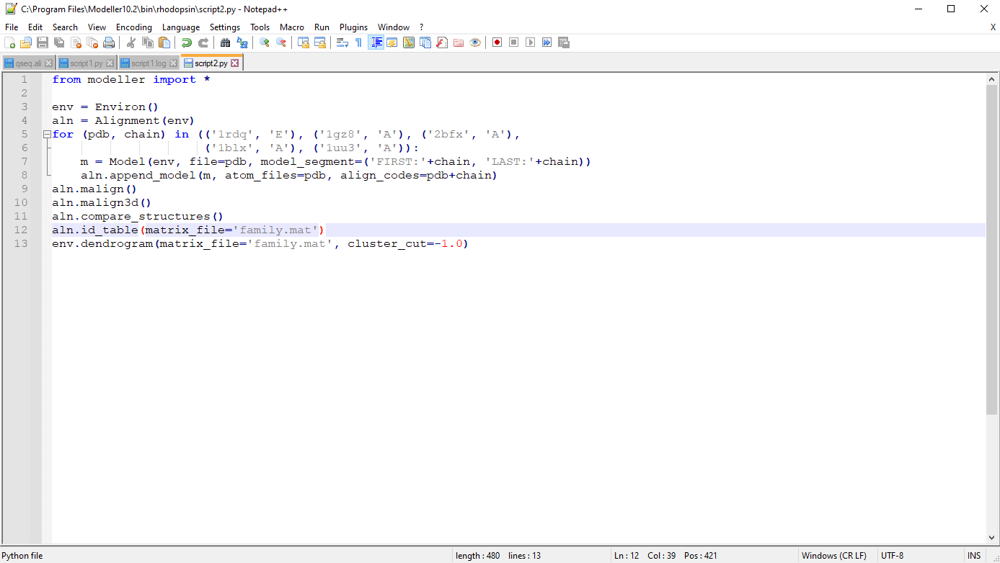 C:\Program Files\Modeller10.2\bin\rhodopsin\script2.py - Notepad++
File Edit Search View Encoding Language Settings Tools Macro Run Plugins Window ? X
qseq.ali script1.py script1.log script2.py
1 from modeller import *
2
3 env = Environ()
4 aln = Alignment(env)
5 for (pdb, chain) in (('1rdq', 'E'), ('1gz8', 'A'), ('2bfx', 'A'),
6 ('1blx', 'A'), ('1uu3', 'A')):
7 m = Model(env, file=pdb, model_segment=('FIRST:'+chain, 'LAST:'+chain))
8 aln.append_model(m, atom_files=pdb, align_codes=pdb+chain)
9 aln.malign()
10 aln.malign3d()
11 aln.compare_structures()
12 aln.id_table(matrix_file='family.mat')
13 env.dendrogram(matrix_file='family.mat', cluster_cut=-1.0)
Python file length : 480 lines : 13 Ln : 12 Col : 39 Pos : 421 Windows (CR LF) UTF-8 INS